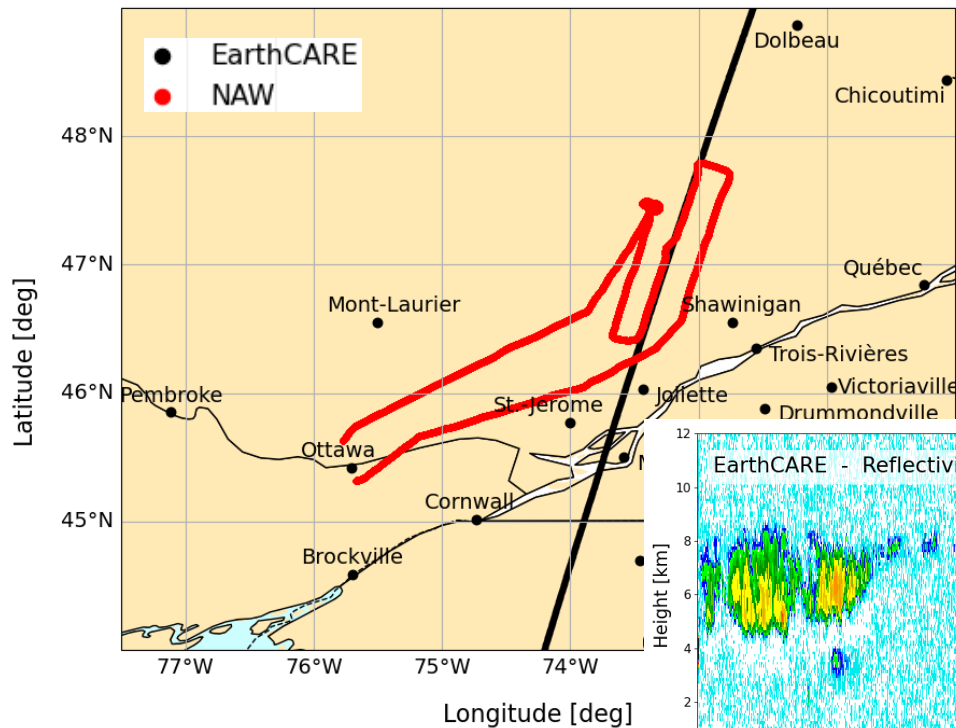 EarthCARE
NAW
Dolbeau
Chicoutimi
48°N
47°N
46°N
45°N
Latitude [deg]
Québec
Mont-Laurier
Shawinigan
Trois-Rivières
Pembroke
Joliette
Victoriaville
St.-Jerome
Drummondville
Ottawa
M
Cornwall
Brockville
77°W
76°W
75°W
74°W
Longitude [deg]
12
EarthCARE - Reflectivi
10
8
6
4
2
Height [km]